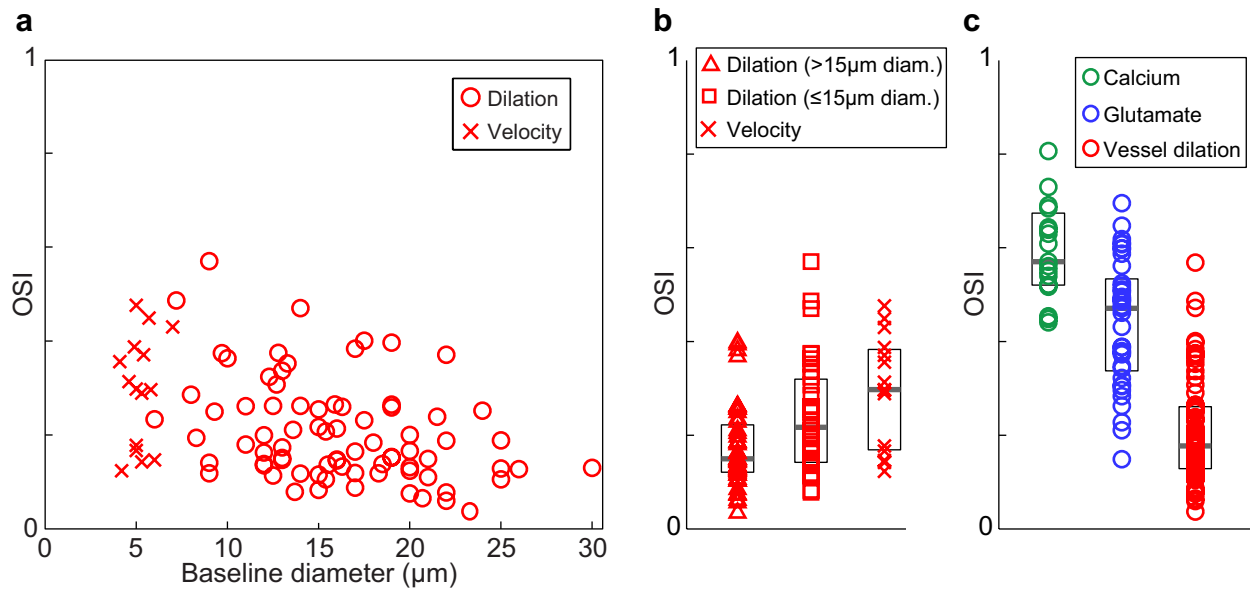 a
1
OSI
0
Dilation
Velocity
0 5 10 15 20 25 30
Baseline diameter (µm)
b
1
OSI
0
Dilation (>15µm diam.)
Dilation (≤15µm diam.)
Velocity
c
1
OSI
0
Calcium
Glutamate
Vessel dilation